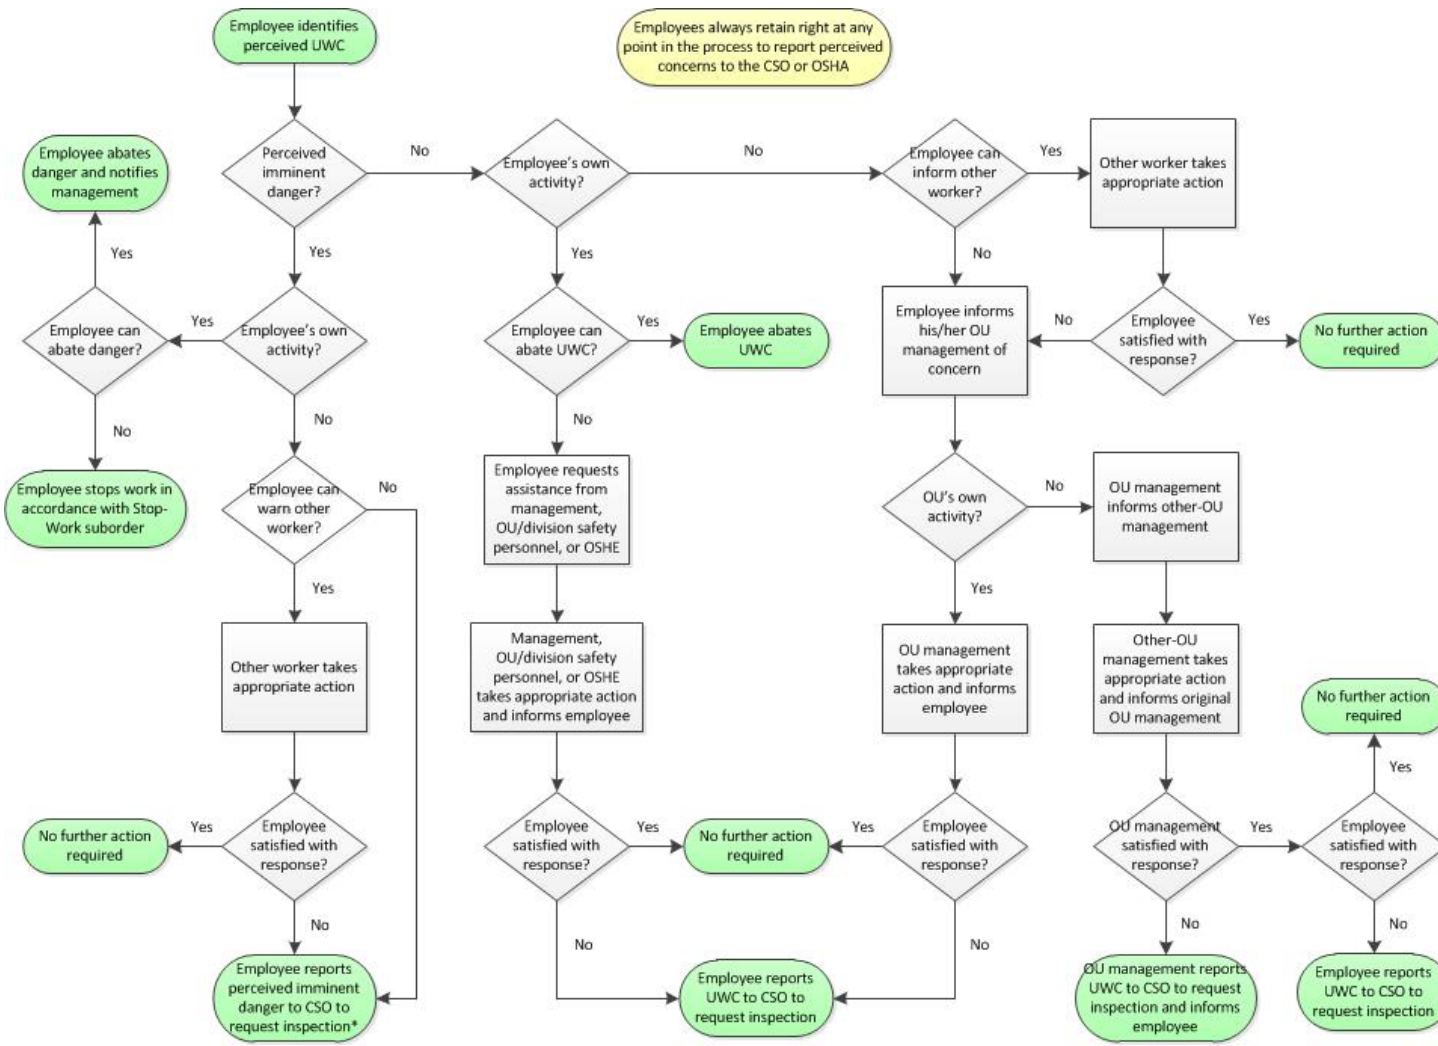 Employee identifies
perceived UWC
Employees always retain right at any
point in the process to report perceived
concerns to the CSO or OSHA
Employee abates
danger and notifies
management
Perceived
imminent
danger?
No
Employee's own
activity?
No
Employee can
inform other
worker?
Yes
Other worker takes
appropriate action
Yes
Yes
Yes
No
Employee can
abate danger?
Yes
Employee's own
activity?
Employee can
abate UWC?
Yes
Employee abates
UWC
Employee informs
his/her OU
management of
concern
No
Employee
satisfied with
response?
Yes
No further action
required
No
No
No
Employee stops work in
accordance with Stop-
Work suborder
Employee can
warn other
worker?
No
Employee requests
assistance from
management,
OU/division safety
personnel, or OSHE
OU's own
activity?
No
OU management
informs other-OU
management
Yes
Yes
Other worker takes
appropriate action
Management,
OU/division safety
personnel, or OSHE
takes appropriate action
and informs employee
OU management
takes appropriate
action and informs
employee
Other-OU
management takes
appropriate action
and informs original
OU management
No further action
required
Yes
No further action
required
Yes
Employee
satisfied with
response?
Employee
satisfied with
response?
Yes
No further action
required
Yes
Employee
satisfied with
response?
OU management
satisfied with
response?
Yes
Employee
satisfied with
response?
No
No
No
No
No
Employee reports
perceived imminent
danger to CSO to
request inspection*
Employee reports
UWC to CSO to
request inspection
OU management reports
UWC to CSO to request
inspection and informs
employee
Employee reports
UWC to CSO to
request inspection